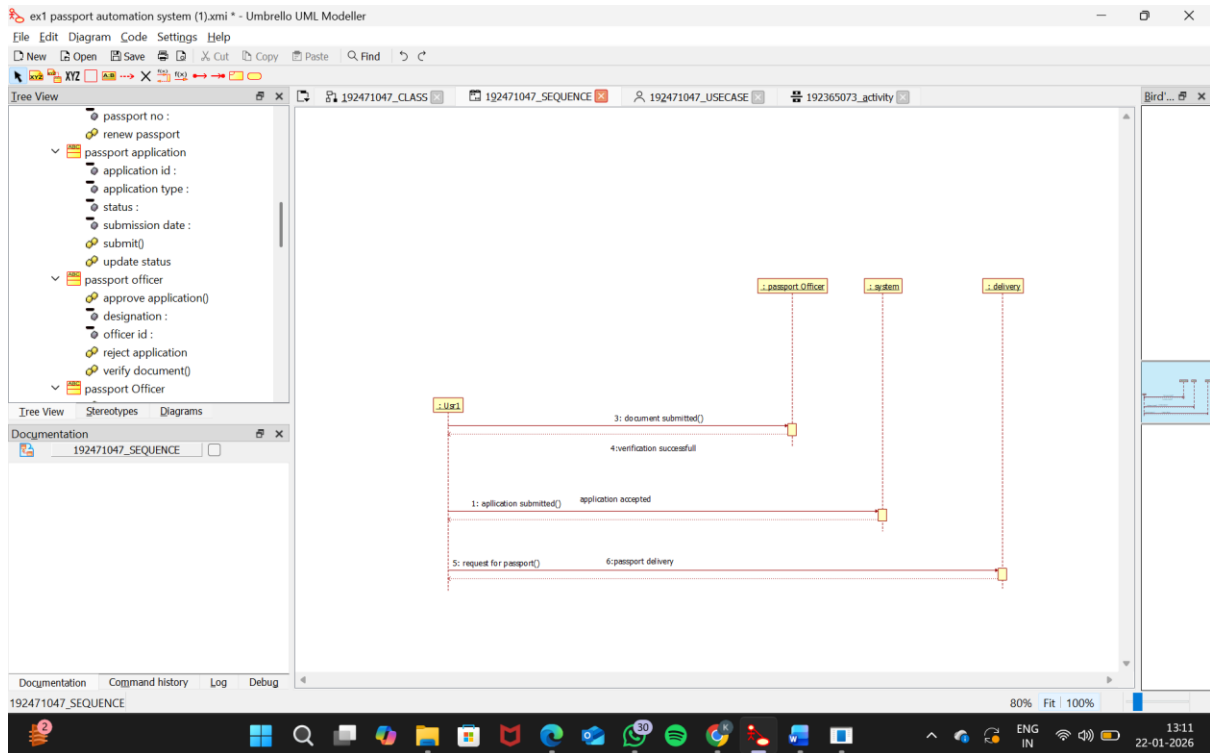 ex1 passport automation system (1).xmi * - Umbrello UML Modeller
File Edit Diagram Code Settings Help
New Open Save Cut Copy Paste Find
XYZ XYZ A:B
Tree View
192471047_CLASS 192471047_SEQUENCE 192471047_USECASE 192365073_activity
Bird'...
passport no :
renew passport
passport application
application id :
application type :
status :
submission date :
submit()
update status
passport officer
approve application()
designation :
officer id :
reject application
verify document()
passport Officer
Tree View Stereotypes Diagrams
Documentation
192471047_SEQUENCE
: passport Officer : system : delivery
: Usr1
3: document submitted()
4:verification successfull
1: apllication submitted() application accepted
5: request for passport() 6:passport delivery
Documentation Command history Log Debug
192471047_SEQUENCE
80% Fit 100%
2
30
K
ENG
IN
13:11
22-01-2026